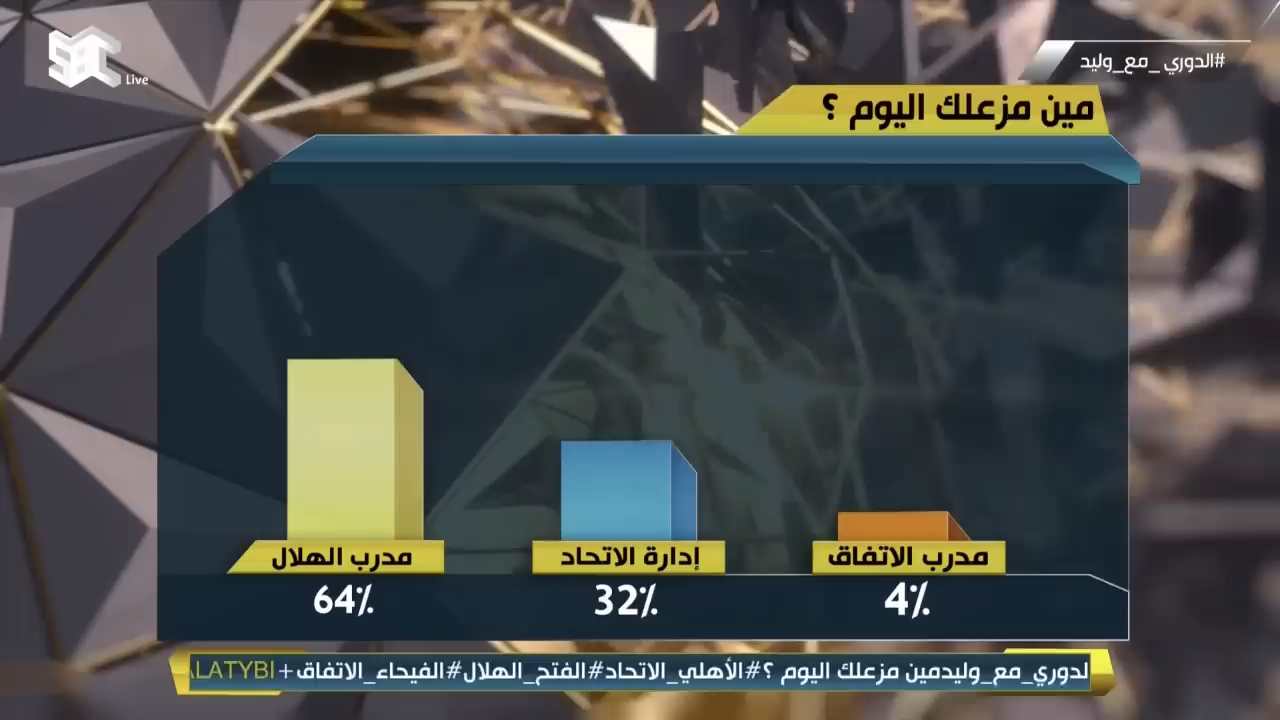 SBC Live
#الدوري_مع_وليد
مين مزعلك اليوم ؟
مدرب الاتفاق
إدارة الاتحاد
مدرب الهلال
4٪
32٪
64٪
لدوري_مع_وليدمين مزعلك اليوم ؟#الأهلي_الاتحاد#الفتح_الهلال#الفيحاء_الاتفاق+ LATYBI